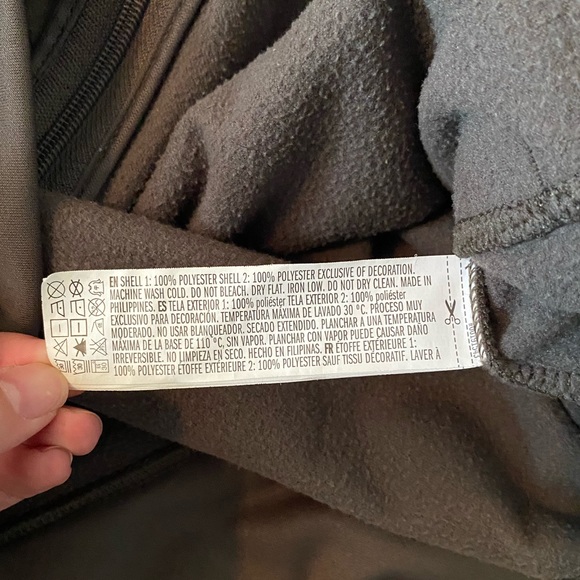 EN SHELL 1: 100% POLYESTER SHELL 2: 100% POLYESTER EXCLUSIVE OF DECORATION.
MACHINE WASH COLD. DO NOT BLEACH. DRY FLAT. IRON LOW. DO NOT DRY CLEAN. MADE IN
PHILIPPINES. ES TELA EXTERIOR 1: 100% poliéster TELA EXTERIOR 2: 100% poliéster
EXCLUSIVO PARA DECORACIÓN. TEMPERATURA MÁXIMA DE LAVADO 30 °C. PROCESO MUY
MODERADO. NO USAR BLANQUEADOR. SECADO EXTENDIDO. PLANCHAR A UNA TEMPERATURA
MÁXIMA DE LA BASE DE 110 °C, SIN VAPOR. PLANCHAR CON VAPOR PUEDE CAUSAR DAÑO
IRREVERSIBLE. NO LIMPIEZA EN SECO. HECHO EN FILIPINAS. FR ÉTOFFE EXTÉRIEURE 1:
100% POLYESTER ÉTOFFE EXTÉRIEURE 2: 100% POLYESTER SAUF TISSU DÉCORATIF. LAVER À